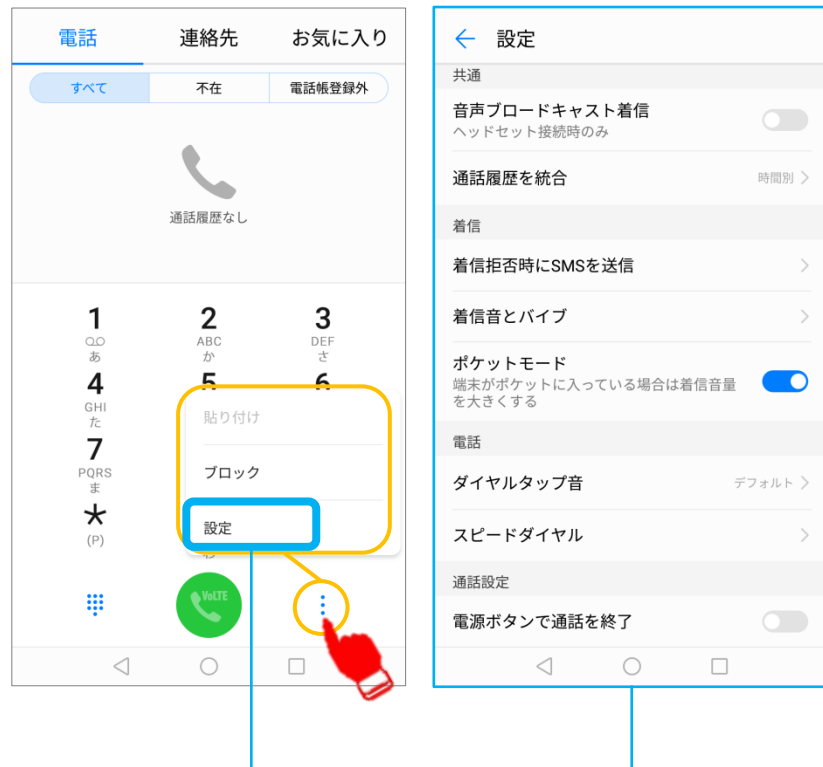 電話 連絡先 お気に入り
すべて 不在 電話帳登録外
通話履歴なし
1 2 3
ABC DEF
あ か さ
4 5 6
GHI
た
貼り付け
7
PQRS
ま
ブロック
(P)
設定
VoLTE
設定
共通
音声ブロードキャスト着信
ヘッドセット接続時のみ
通話履歴を統合 時間別
着信
着信拒否時にSMSを送信
着信音とバイブ
ポケットモード
端末がポケットに入っている場合は着信音量
を大きくする
電話
ダイヤルタップ音 デフォルト
スピードダイヤル
通話設定
電源ボタンで通話を終了